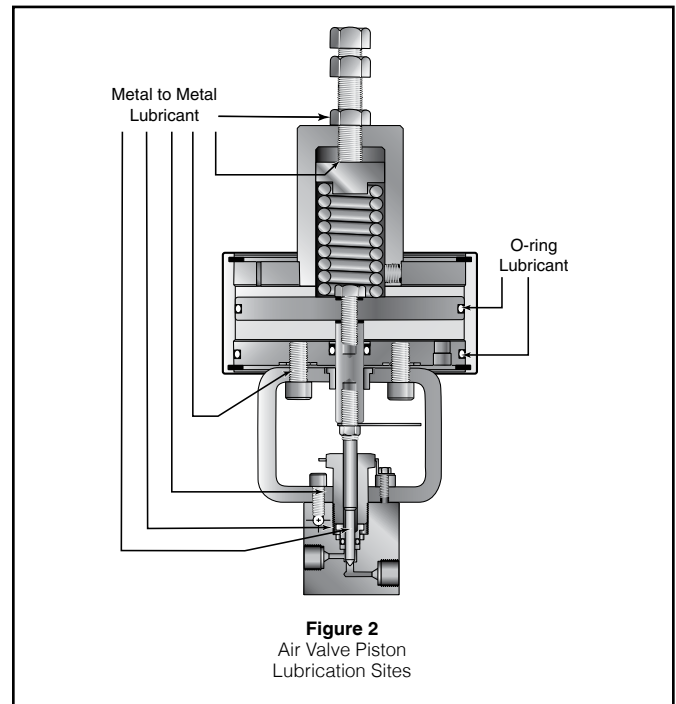 Metal to Metal
Lubricant
O-ring
Lubricant
Figure 2
Air Valve Piston
Lubrication Sites